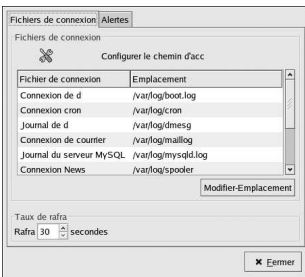 Fichiers de connexion Alertes
Fichiers de connexion
Configurer le chemin d'acc
Fichier de connexion Emplacement
Connexion de d /var/log/boot.log
Connexion cron /var/log/cron
Journal de d /var/log/dmesg
Connexion de courrier /var/log/maillog
Journal du serveur MySQL /var/log/mysqld.log
Connexion News /var/log/spooler
Modifier-Emplacement
Taux de rafra
Rafra 30 secondes
Fermer